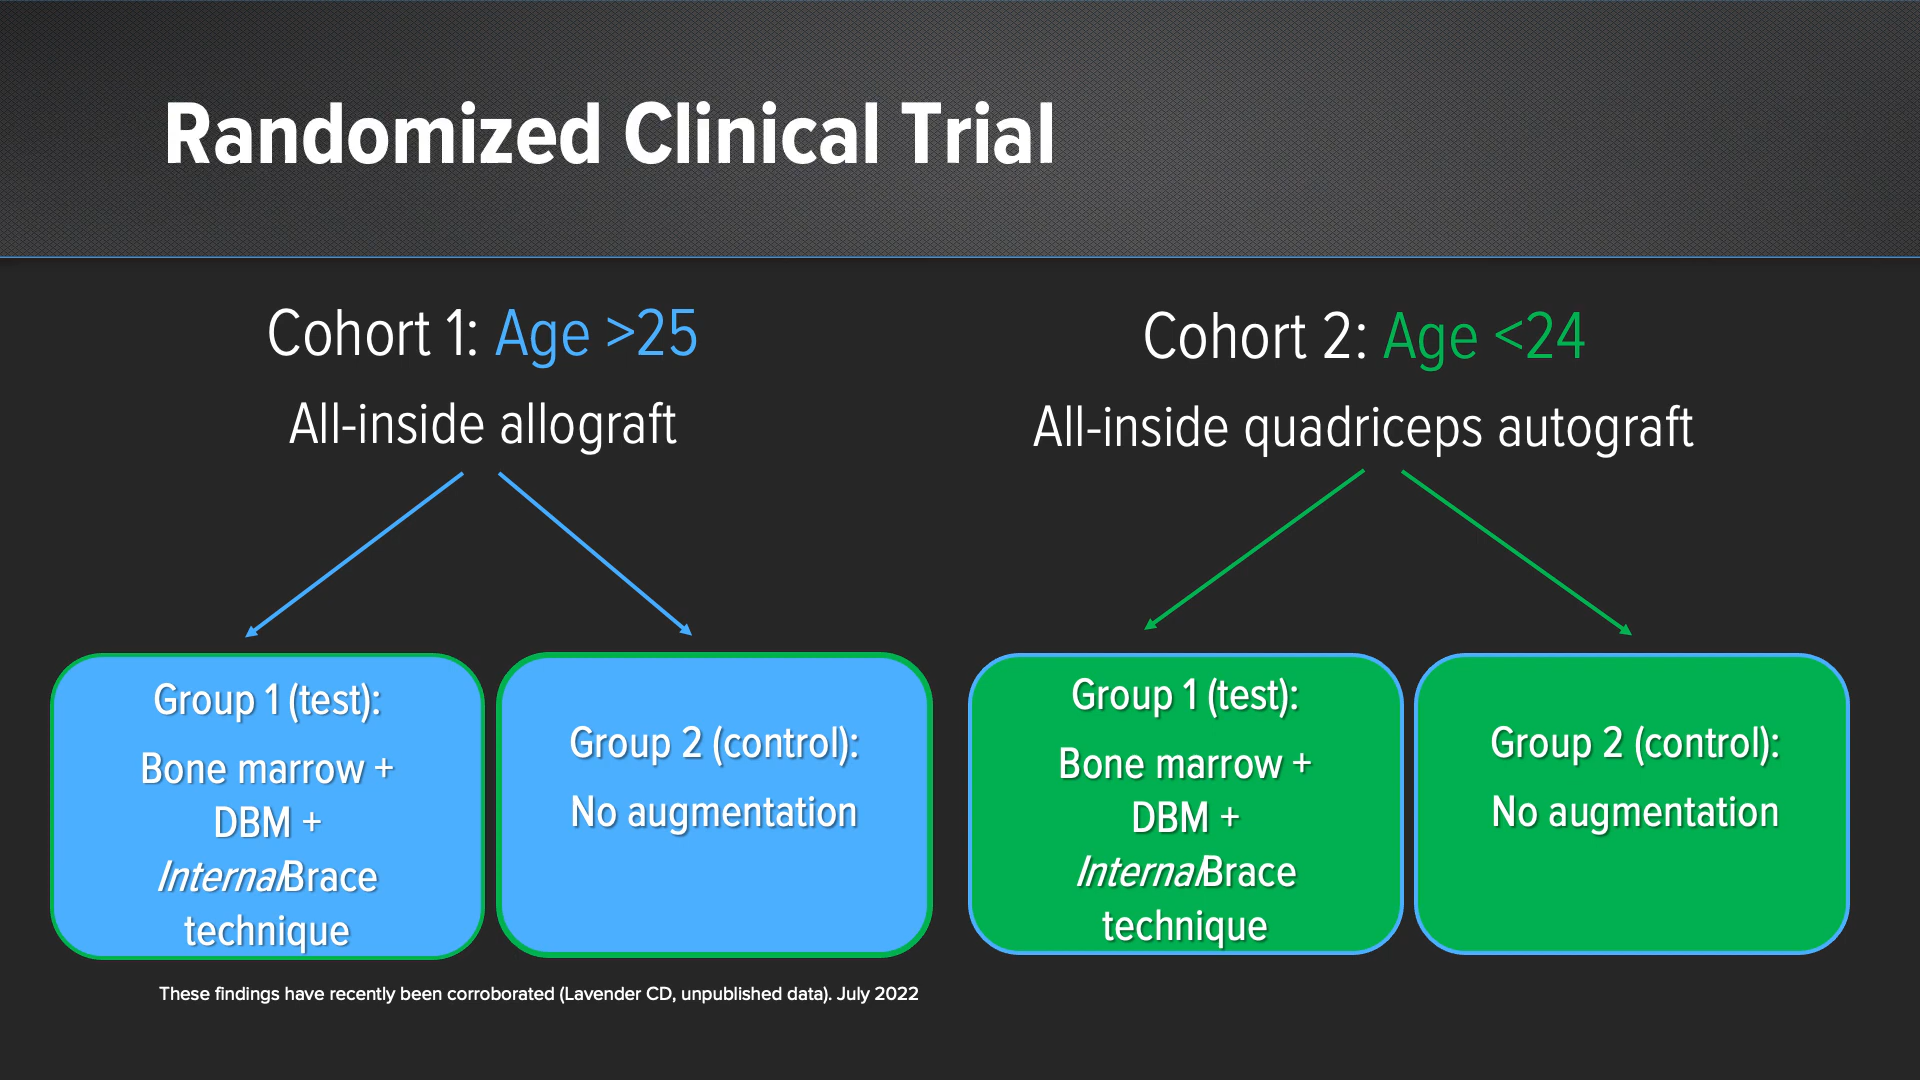 Randomized Clinical Trial
Cohort 1: Age >25
All-inside allograft
Group 1 (test):
Bone marrow +
DBM +
InternalBrace
technique
Group 2 (control):
No augmentation
Cohort 2: Age <24
All-inside quadriceps autograft
Group 1 (test):
Bone marrow +
DBM +
InternalBrace
technique
Group 2 (control):
No augmentation
These findings have recently been corroborated (Lavender CD, unpublished data). July 2022